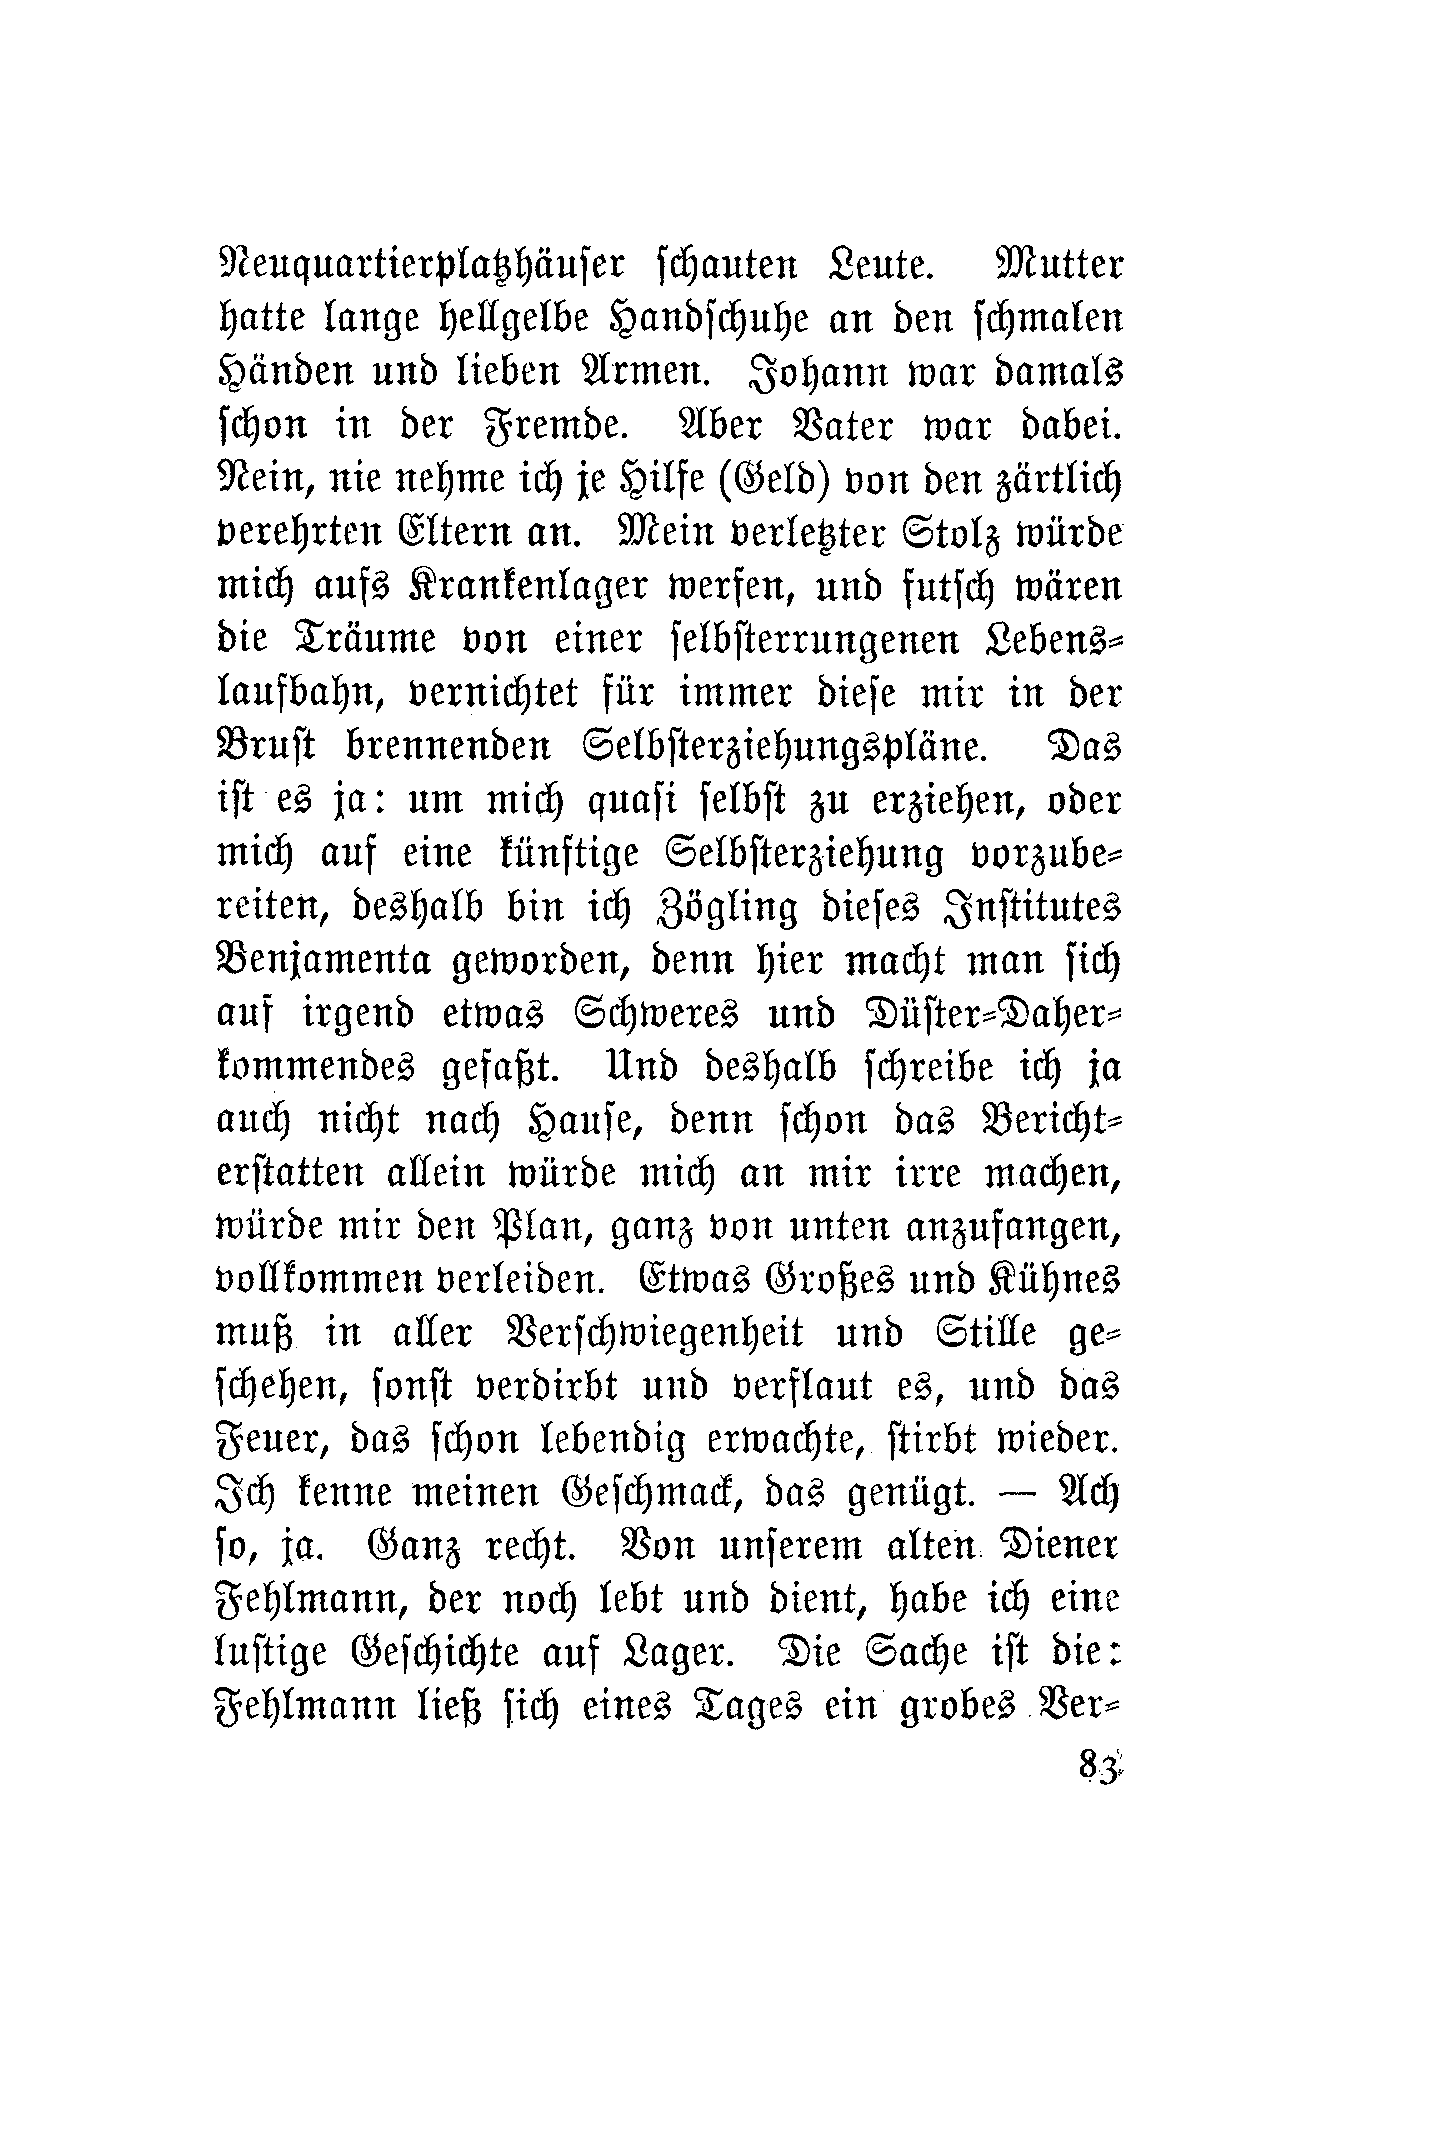 Neuquartierplatzhäuser schauten Leute. Mutter
hatte lange hellgelbe Handschuhe an den schmalen
Händen und lieben Armen. Johann war damals
schon in der Fremde. Aber Vater war dabei.
Nein, nie nehme ich je Hilfe (Geld) von den zärtlich
verehrten Eltern an. Mein verletzter Stolz würde
mich aufs Krankenlager werfen, und futsch wären
die Träume von einer selbsterrungenen Lebens-
laufbahn, vernichtet für immer diese mir in der
Brust brennenden Selbsterziehungspläne. Das
ist es ja: um mich quasi selbst zu erziehen, oder
mich auf eine künftige Selbsterziehung vorzube-
reiten, deshalb bin ich Zögling dieses Institutes
Benjamenta geworden, denn hier macht man sich
auf irgend etwas Schweres und Düster-Daher-
kommendes gefaßt. Und deshalb schreibe ich ja
auch nicht nach Hause, denn schon das Bericht-
erstatten allein würde mich an mir irre machen,
würde mir den Plan, ganz von unten anzufangen,
vollkommen verleiden. Etwas Großes und Kühnes
muß in aller Verschwiegenheit und Stille ge-
schehen, sonst verdirbt und verflaut es, und das
Feuer, das schon lebendig erwachte, stirbt wieder.
Ich kenne meinen Geschmack, das genügt. — Ach
so, ja. Ganz recht. Von unserem alten Diener
Fehlmann, der noch lebt und dient, habe ich eine
lustige Geschichte auf Lager. Die Sache ist die:
Fehlmann ließ sich eines Tages ein grobes Ver-
83